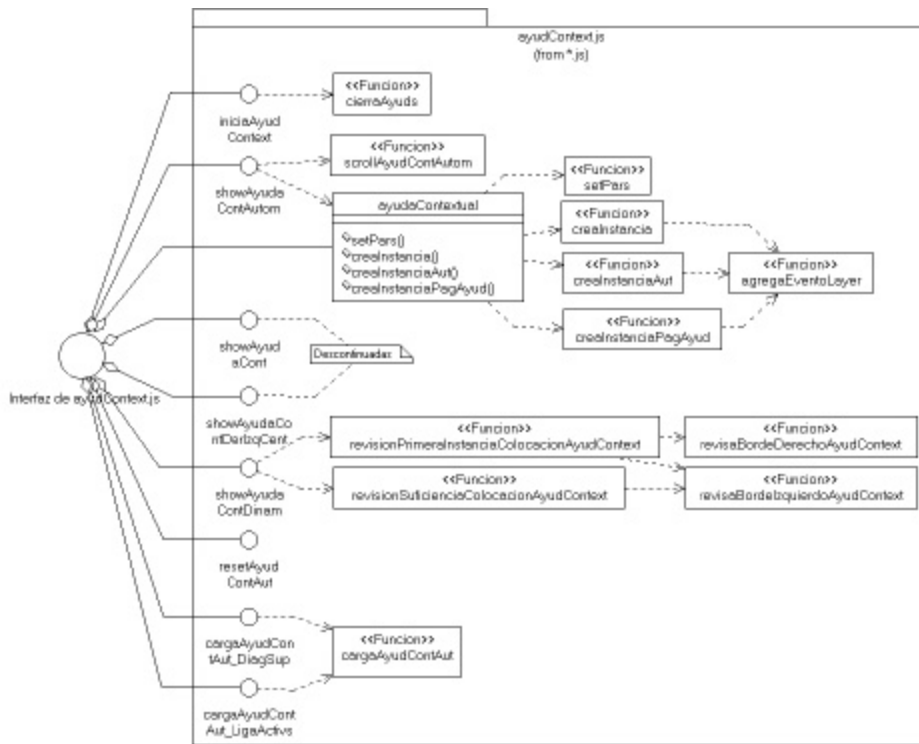 ayudContext.js
(from *.js)
<<Funcion>>
cierraAyuds
iniciaAyud
Context
<<Funcion>>
scrollAyudContAutom
showAyuda
ContAutom
<<Funcion>>
setPars
ayudaContextual
setPars()
creaInstancia()
creaInstanciaAut()
creaInstanciaPagAyud()
<<Funcion>>
creaInstancia
<<Funcion>>
creaInstanciaAut
<<Funcion>>
agregaEventoLayer
<<Funcion>>
creaInstanciaPagAyud
showAyud
aCont
Descontinuadas
Interfaz de ayudContext.js
showAyudaCo
ntDerIzqCent...
<<Funcion>>
revisionPrimeraInstanciaColocacionAyudContext
<<Funcion>>
revisaBordeDerechoAyudContext
showAyuda
ContDinam
<<Funcion>>
revisionSuficienciaColocacionAyudContext
<<Funcion>>
revisaBordeIzquierdoAyudContext
resetAyud
ContAut
cargaAyudCon
tAut_DiagSup
<<Funcion>>
cargaAyudContAut
cargaAyudCont
Aut_LigaActivs